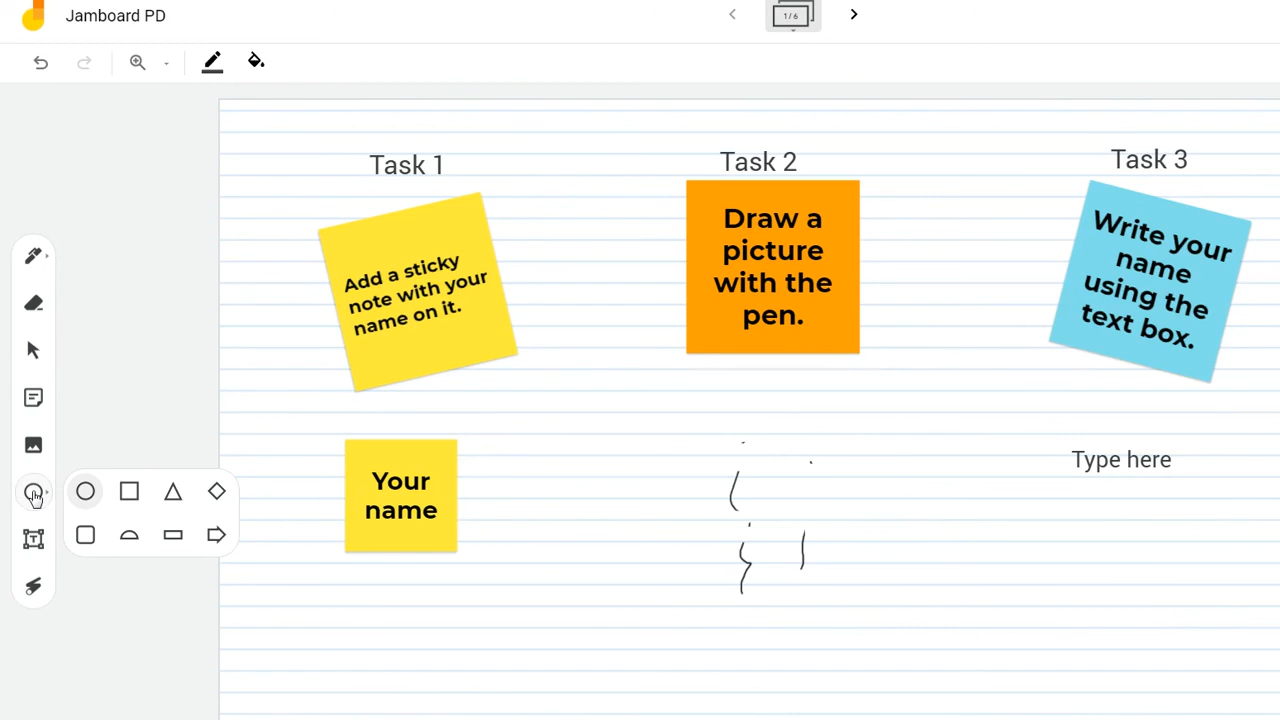 Jamboard PD
1/6
Task 1
Task 2
Task 3
Add a sticky
note with your
name on it.
Draw a
picture
with the
pen.
Write your
name
using the
text box.
Your
name
Type here
T